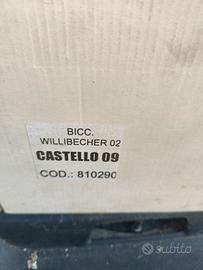 BICC.
WILLIBECHER 02
CASTELLO 09
COD.: 810290
subito